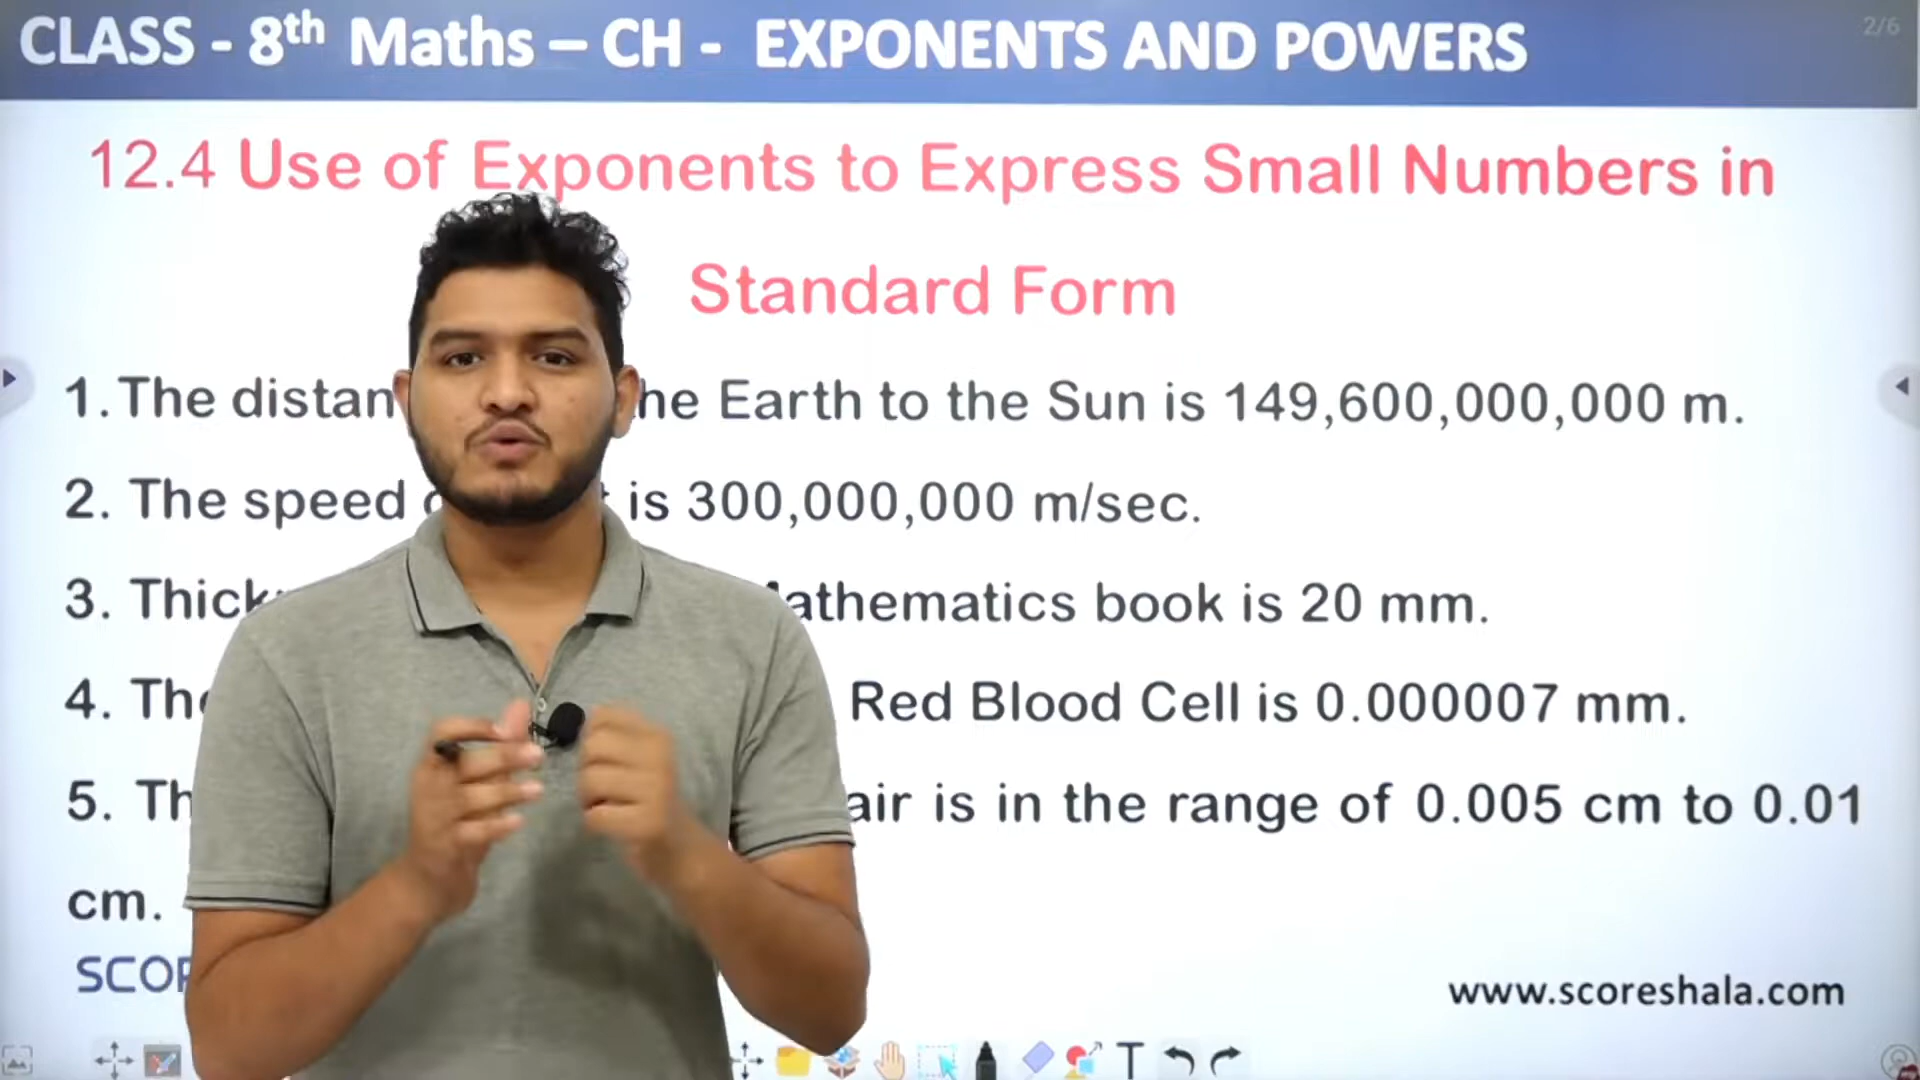 CLASS - 8th Maths – CH - EXPONENTS AND POWERS
2/6
12.4 Use of Exponents to Express Small Numbers in
Standard Form
1. The distan he Earth to the Sun is 149,600,000,000 m.
2. The speed is 300,000,000 m/sec.
3. Thick athematics book is 20 mm.
4. Th Red Blood Cell is 0.000007 mm.
5. Th air is in the range of 0.005 cm to 0.01
cm.
SCOR
www.scoreshala.com
T